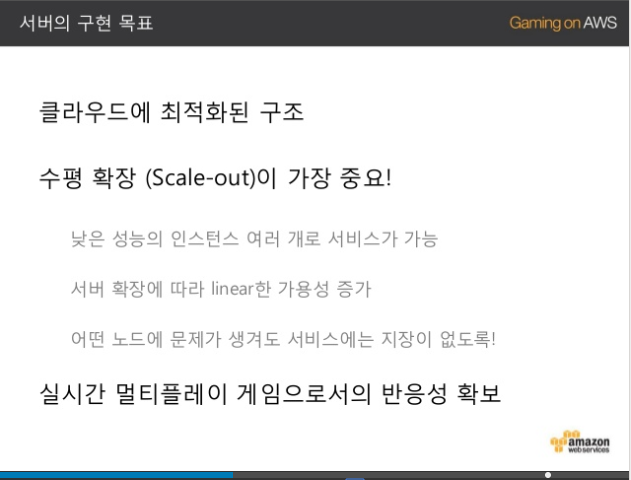 서버의 구현 목표
Gaming on AWS
클라우드에 최적화된 구조
수평 확장 (Scale-out)이 가장 중요!
낮은 성능의 인스턴스 여러 개로 서비스가 가능
서버 확장에 따라 linear한 가용성 증가
어떤 노드에 문제가 생겨도 서비스에는 지장이 없도록!
실시간 멀티플레이 게임으로서의 반응성 확보
amazon
webservices